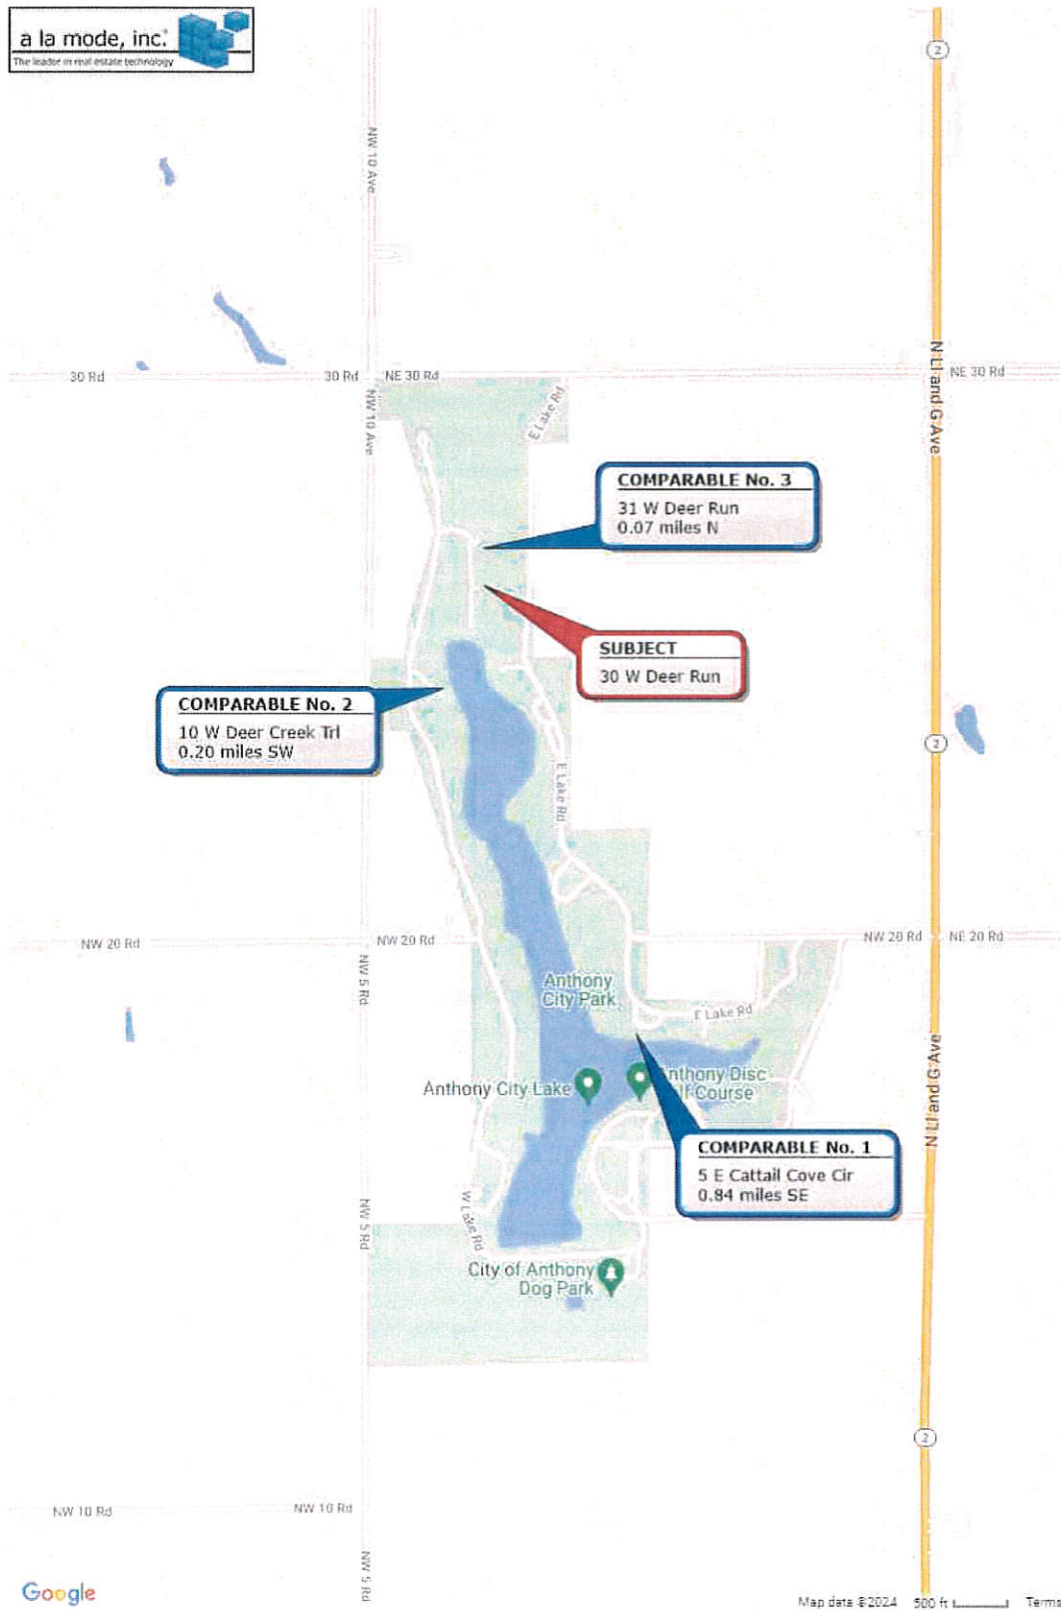 a la mode, inc.
The leader in real estate technology
2
NW 10 Ave
30 Rd
30 Rd
NE 30 Rd
NE 30 Rd
NW 10 Ave
E Lake Rd
N LI and G Ave
COMPARABLE No. 3
31 W Deer Run
0.07 miles N
SUBJECT
30 W Deer Run
COMPARABLE No. 2
10 W Deer Creek Trl
0.20 miles SW
2
E Lake Rd
NW 20 Rd
NW 20 Rd
NW 20 Rd
NE 20 Rd
NW 5 Rd
Anthony
City Park
E Lake Rd
Anthony City Lake
Anthony Disc
lf Course
N LI and G Ave
COMPARABLE No. 1
5 E Cattail Cove Cir
0.84 miles SE
NW 5 Rd
W Lake Rd
City of Anthony
Dog Park
2
NW 10 Rd
NW 10 Rd
NW 5 Rd
Google
Map data ©2024
500 ft
Terms